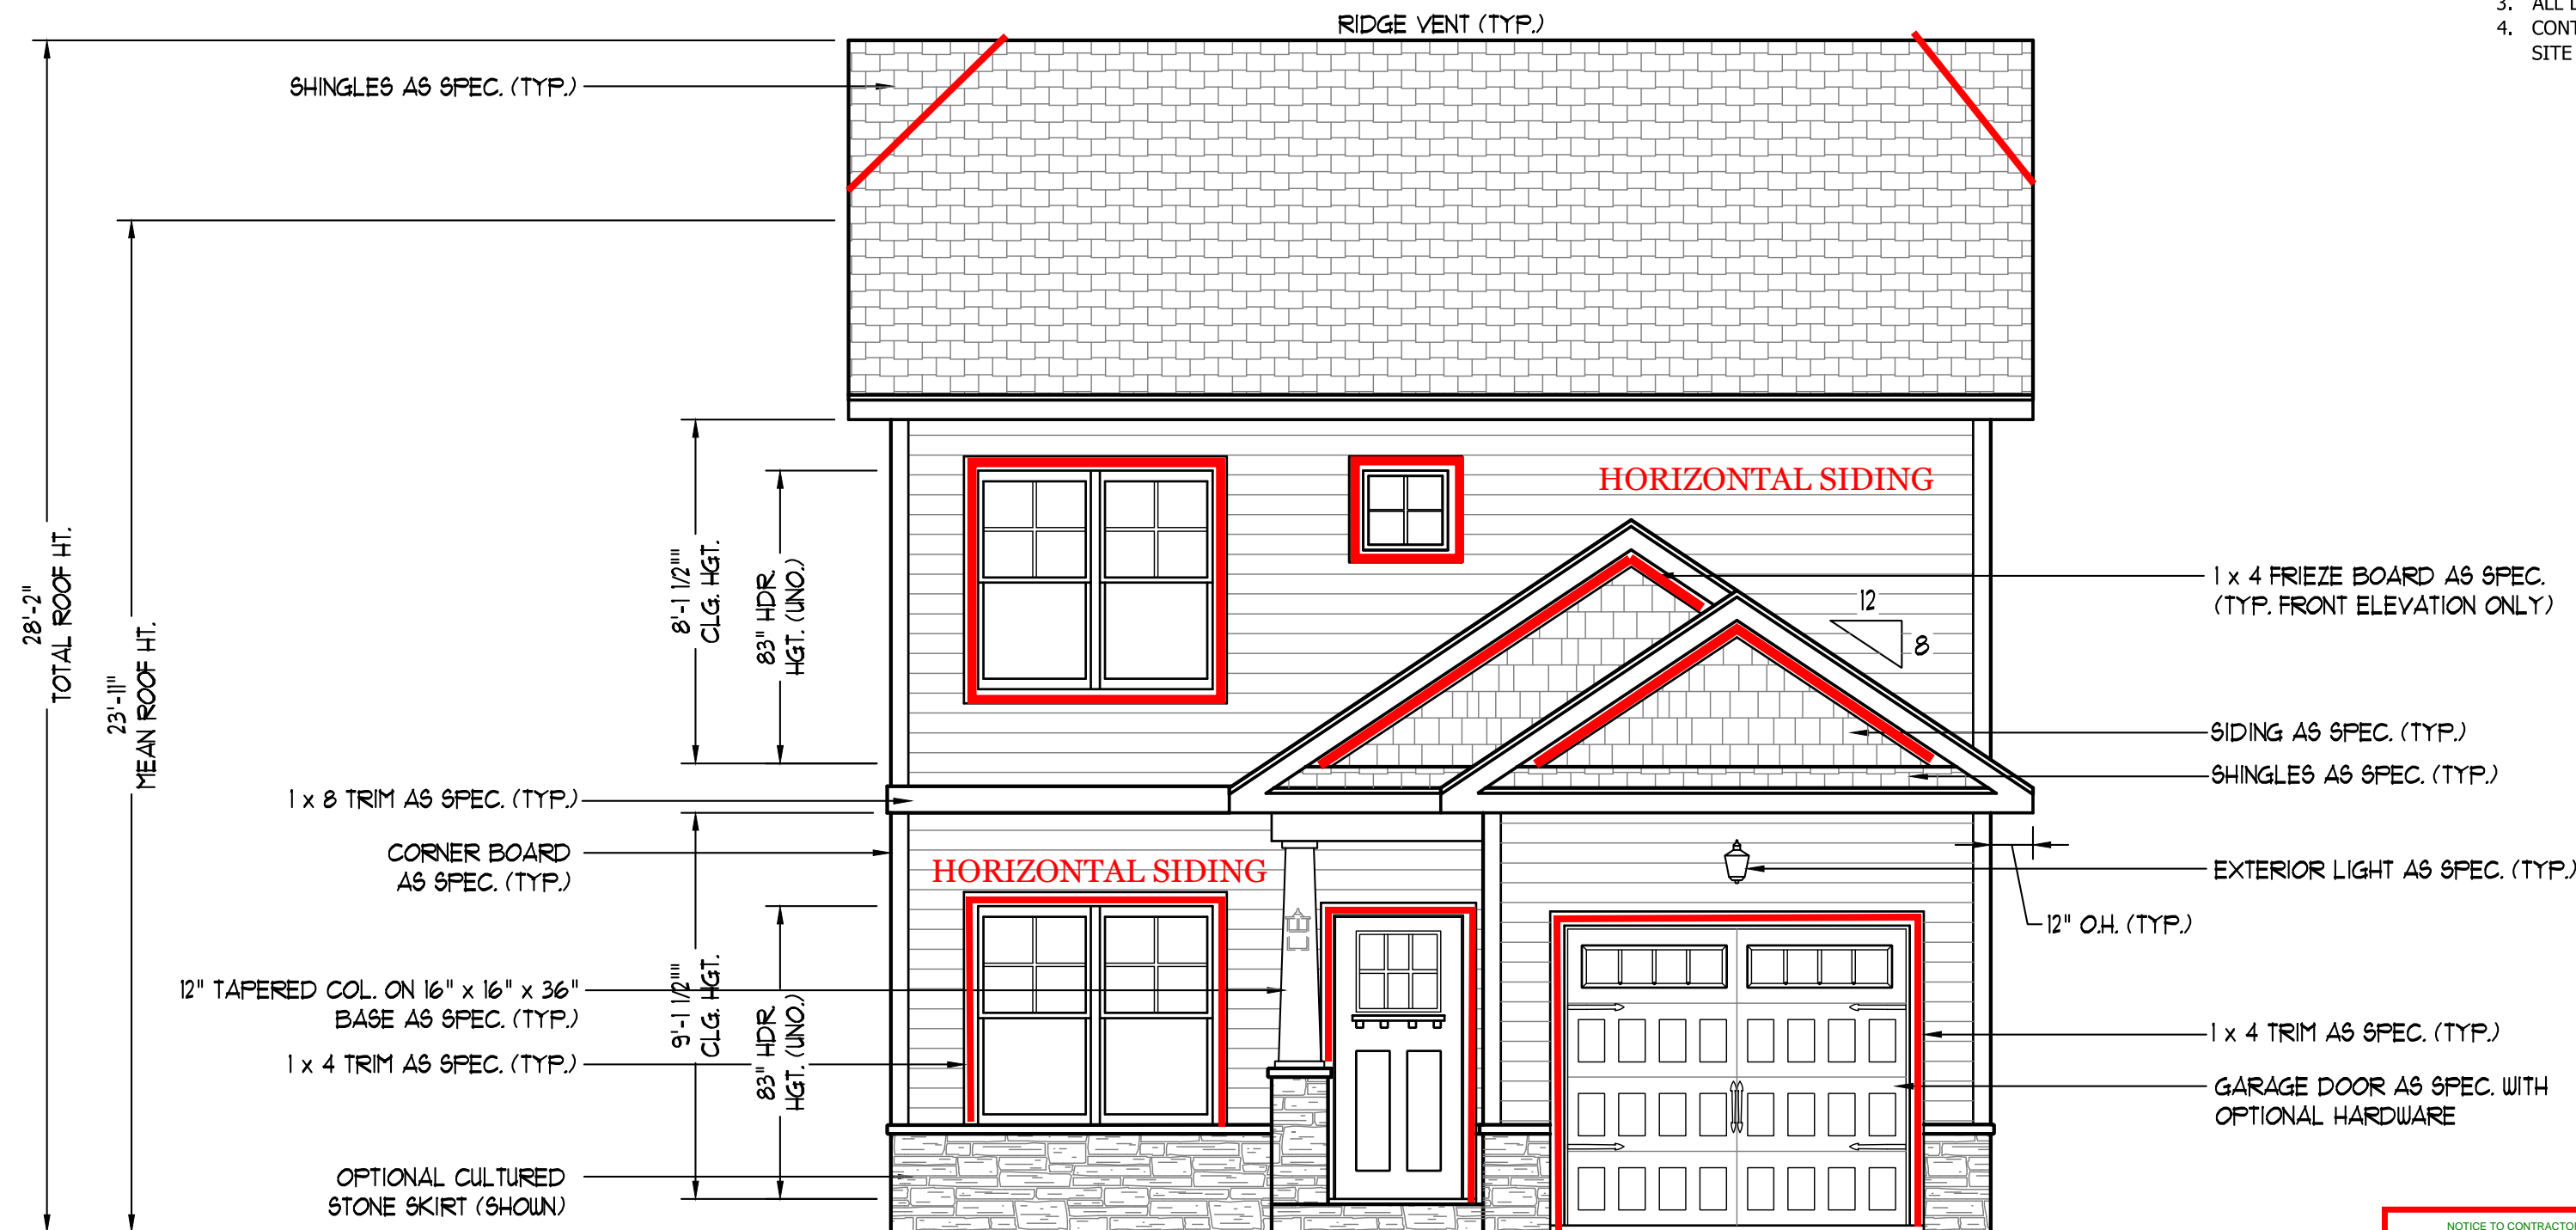 RIDGE VENT (TYP.)
3. ALL
4. CONT
SITE
SHINGLES AS SPEC. (TYP.)
28'-2"
TOTAL ROOF HT.
23'-11"
MEAN ROOF HT.
8'-1 1/2""
CLG. HGT.
83" HDR.
HGT. (UNO.)
HORIZONTAL SIDING
1 x 4 FRIEZE BOARD AS SPEC.
(TYP. FRONT ELEVATION ONLY)
12
8
SIDING AS SPEC. (TYP.)
SHINGLES AS SPEC. (TYP.)
1 x 8 TRIM AS SPEC. (TYP.)
CORNER BOARD
AS SPEC. (TYP.)
HORIZONTAL SIDING
EXTERIOR LIGHT AS SPEC. (TYP.)
12" O.H. (TYP.)
9'-1 1/2""
CLG. HGT.
83" HDR.
HGT. (UNO.)
12" TAPERED COL. ON 16" x 16" x 36"
BASE AS SPEC. (TYP.)
1 x 4 TRIM AS SPEC. (TYP.)
1 x 4 TRIM AS SPEC. (TYP.)
GARAGE DOOR AS SPEC. WITH
OPTIONAL HARDWARE
OPTIONAL CULTURED
STONE SKIRT (SHOWN)
NOTICE TO CONTRACTO